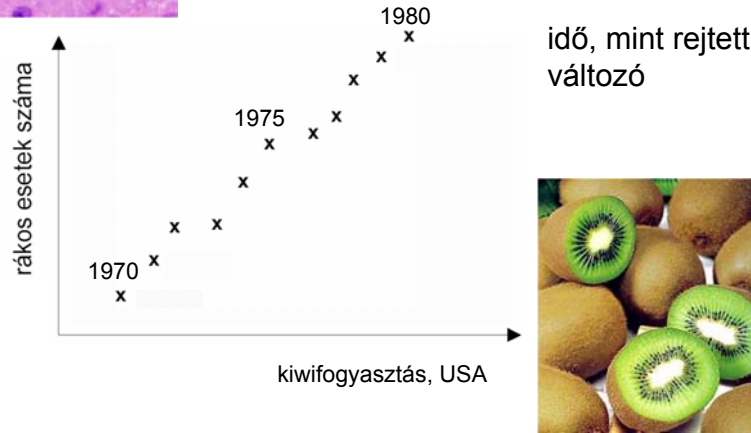 1980
idő, mint rejtett
változó
rákos esetek száma
1975
1970
kiwifogyasztás, USA